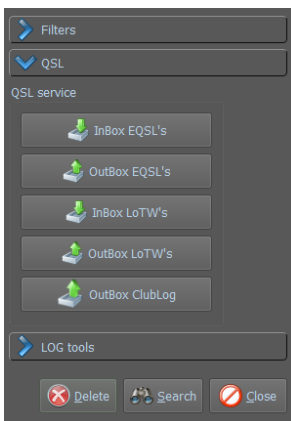 Filters
QSL
QSL service
InBox EQSL's
OutBox EQSL's
InBox LoTW's
OutBox LoTW's
OutBox ClubLog
LOG tools
Delete Search Close